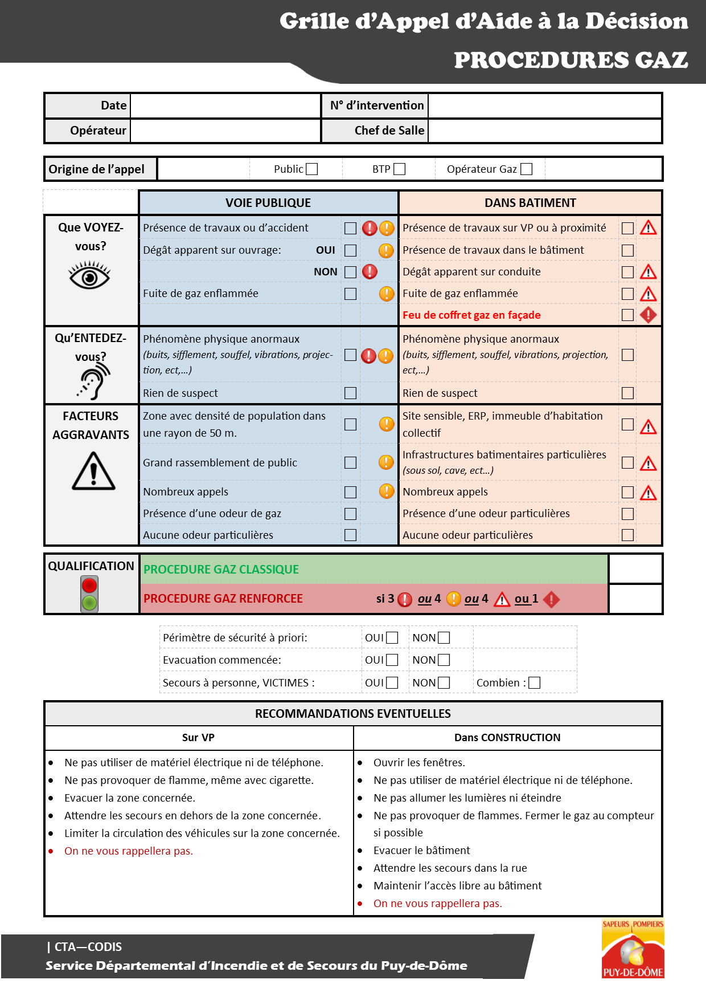 Grille d’Appel d’Aide à la Décision
PROCEDURES GAZ
Date
N° d’intervention
Opérateur
Chef de Salle
Origine de l’appel
Public
BTP
Opérateur Gaz
VOIE PUBLIQUE
DANS BATIMENT
Que VOYEZ-
vous?
Présence de travaux ou d’accident
Dégât apparent sur ouvrage: OUI
NON
Fuite de gaz enflammée
Présence de travaux sur VP ou à proximité
Présence de travaux dans le bâtiment
Dégât apparent sur conduite
Fuite de gaz enflammée
Feu de coffret gaz en façade
Qu’ENTEDEZ-
vous?
Phénomène physique anormaux
(buits, sifflement, souffel, vibrations, projec-
tion, ect,...)
Rien de suspect
Phénomène physique anormaux
(buits, sifflement, souffel, vibrations, projection,
ect,...)
Rien de suspect
FACTEURS
AGGRAVANTS
Zone avec densité de population dans
une rayon de 50 m.
Grand rassemblement de public
Nombreux appels
Présence d’une odeur de gaz
Aucune odeur particulières
Site sensible, ERP, immeuble d’habitation
collectif
Infrastructures batimentaires particulières
(sous sol, cave, ect...)
Nombreux appels
Présence d’une odeur particulières
Aucune odeur particulières
QUALIFICATION
PROCEDURE GAZ CLASSIQUE
PROCEDURE GAZ RENFORCEE si 3 ou 4 ou 4 ou 1
Périmètre de sécurité à priori: OUI NON
Evacuation commencée: OUI NON
Secours à personne, VICTIMES : OUI NON Combien :
RECOMMANDATIONS EVENTUELLES
Sur VP
Dans CONSTRUCTION
• Ne pas utiliser de matériel électrique ni de téléphone.
• Ne pas provoquer de flamme, même avec cigarette.
• Evacuer la zone concernée.
• Attendre les secours en dehors de la zone concernée.
• Limiter la circulation des véhicules sur la zone concernée.
• On ne vous rappellera pas.
• Ouvrir les fenêtres.
• Ne pas utiliser de matériel électrique ni de téléphone.
• Ne pas allumer les lumières ni éteindre
• Ne pas provoquer de flammes. Fermer le gaz au compteur
si possible
• Evacuer le bâtiment
• Attendre les secours dans la rue
• Maintenir l’accès libre au bâtiment
• On ne vous rappellera pas.
| CTA—CODIS
Service Départemental d’Incendie et de Secours du Puy-de-Dôme
SAPEURS POMPIERS
PUY-DE-DÔME